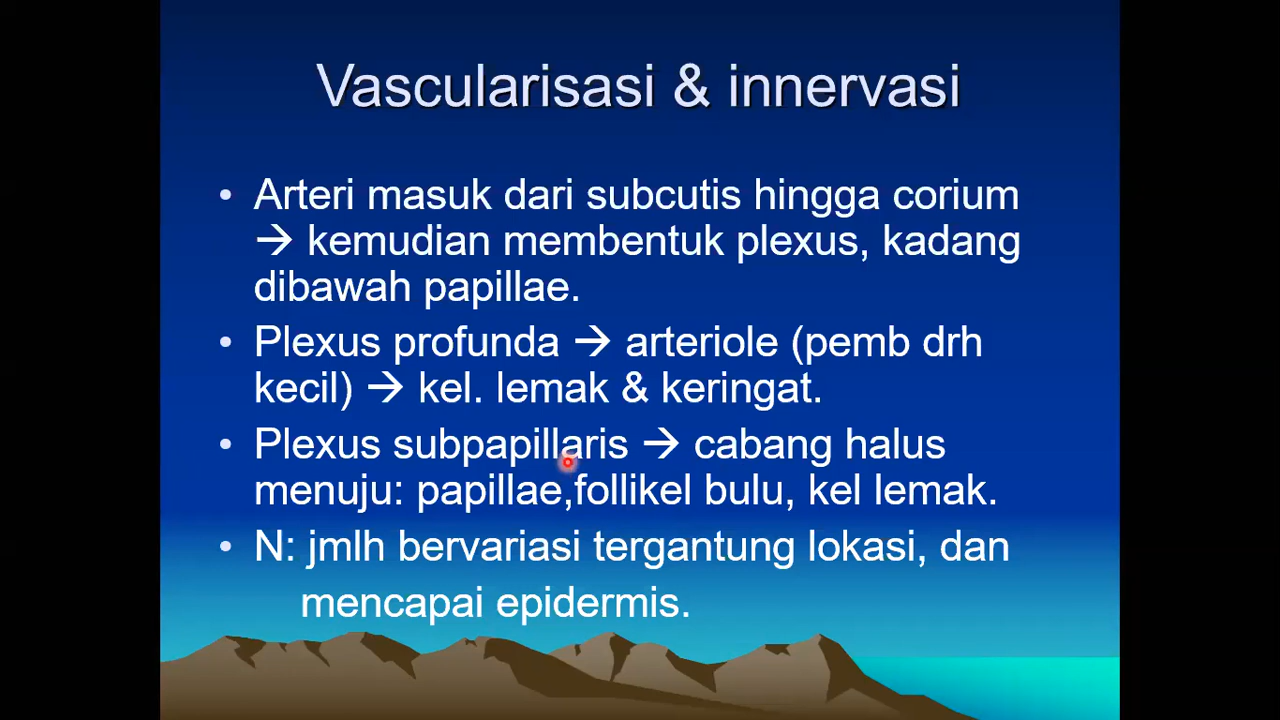 Vascularisasi & innervasi
• Arteri masuk dari subcutis hingga corium
→ kemudian membentuk plexus, kadang
dibawah papillae.
• Plexus profunda → arteriole (pemb drh
kecil) → kel. lemak & keringat.
• Plexus subpapillaris → cabang halus
menuju: papillae,follikel bulu, kel lemak.
• N: jmlh bervariasi tergantung lokasi, dan
mencapai epidermis.